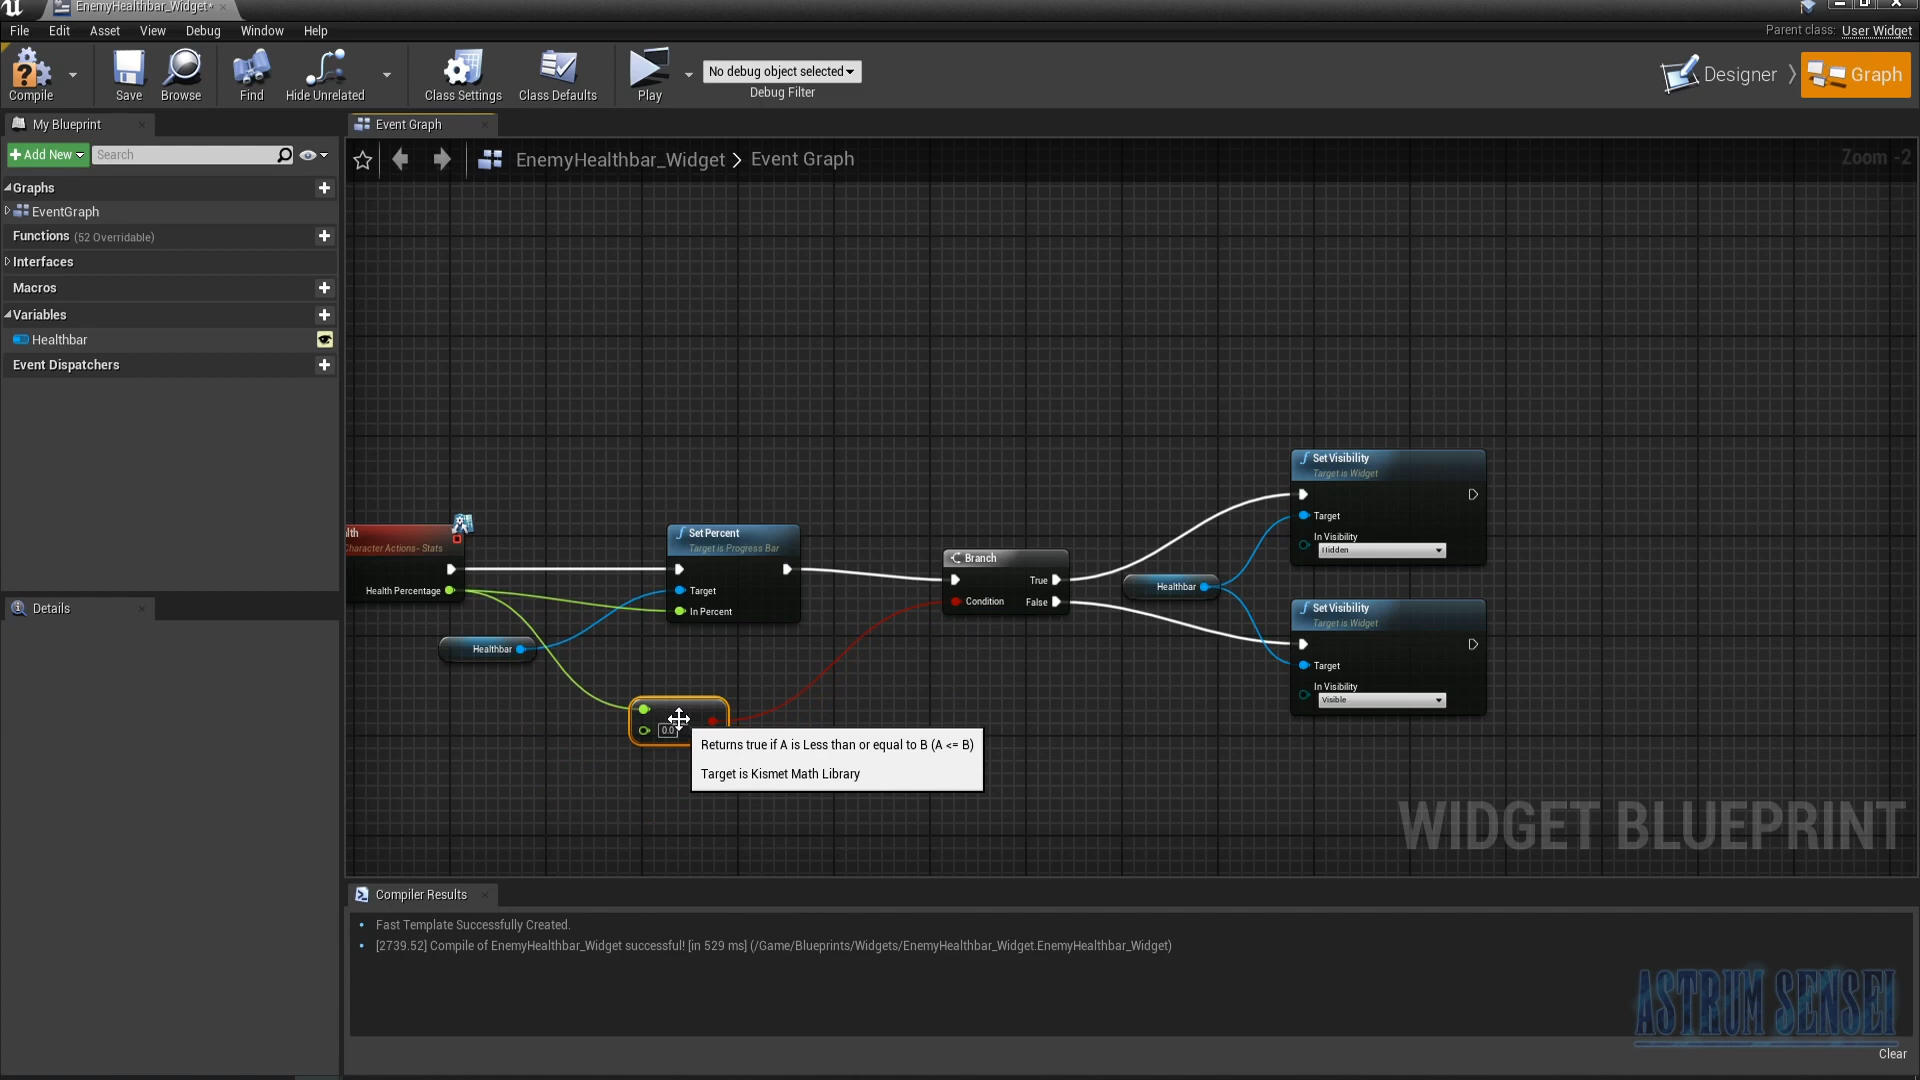 EnemyHealthbar_Widget*
File Edit Asset View Debug Window Help
Parent class: User Widget
Compile
Save
Browse
Find
Hide Unrelated
Class Settings
Class Defaults
Play
No debug object selected
Debug Filter
Designer
Graph
My Blueprint
Add New
Search
Graphs
EventGraph
Functions (52 Overridable)
Interfaces
Macros
Variables
Healthbar
Event Dispatchers
Details
Event Graph
EnemyHealthbar_Widget > Event Graph
Zoom -2
lth
Character Actions- Stats
Health Percentage
Healthbar
Set Percent
Target is Progress Bar
Target
In Percent
0.0
Returns true if A is Less than or equal to B (A <= B)
Target is Kismet Math Library
Branch
True
Condition
False
Healthbar
Set Visibility
Target is Widget
Target
In Visibility
Hidden
Set Visibility
Target is Widget
Target
In Visibility
Visible
WIDGET BLUEPRINT
Compiler Results
Fast Template Successfully Created.
[2739.52] Compile of EnemyHealthbar_Widget successful! [in 529 ms] (/Game/Blueprints/Widgets/EnemyHealthbar_Widget.EnemyHealthbar_Widget)
ASTRUM SENSEI
Clear